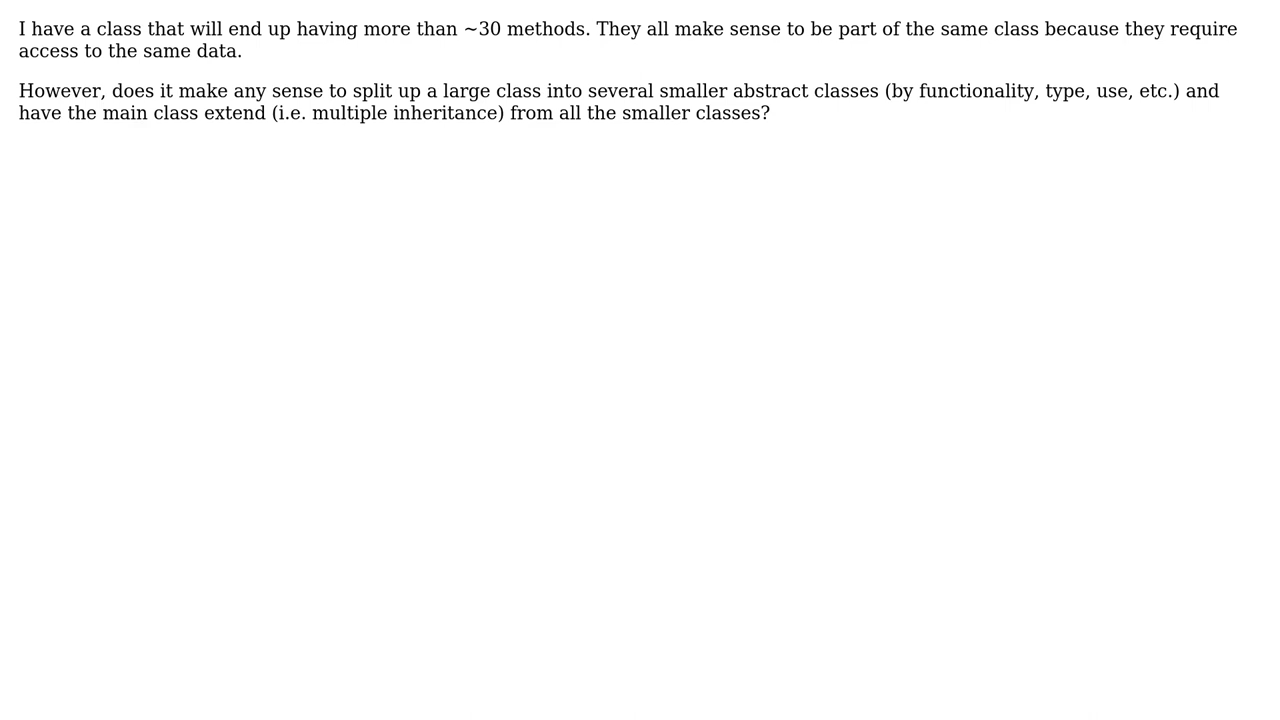 I have a class that will end up having more than ~30 methods. They all make sense to be part of the same class because they require
access to the same data.
However, does it make any sense to split up a large class into several smaller abstract classes (by functionality, type, use, etc.) and
have the main class extend (i.e. multiple inheritance) from all the smaller classes?